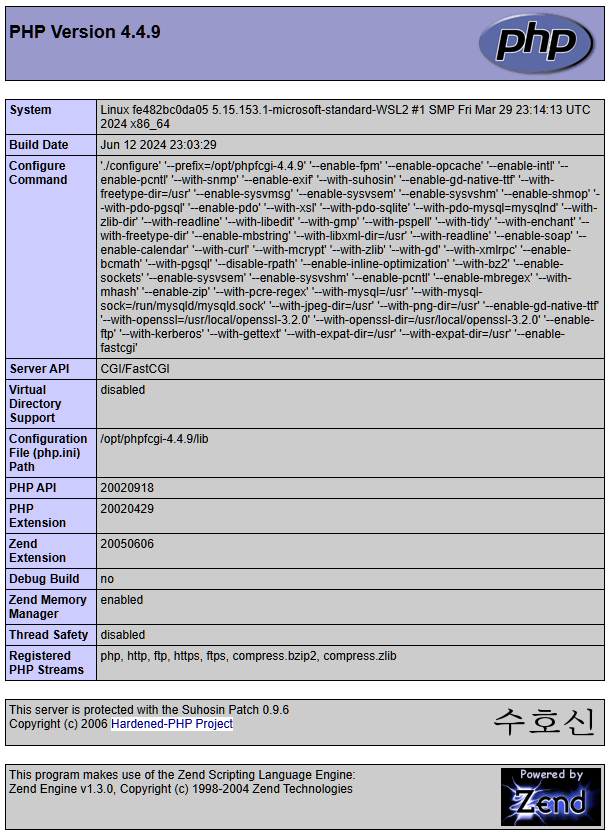 PHP Version 4.4.9
php
System
Linux fe482bc0da05 5.15.153.1-microsoft-standard-WSL2 #1 SMP Fri Mar 29 23:14:13 UTC
2024 x86_64
Build Date
Jun 12 2024 23:03:29
Configure
Command
'./configure' '--prefix=/opt/phpfcgi-4.4.9' '--enable-fpm' '--enable-opcache' '--enable-intl' '--
enable-pcntl' '--with-snmp' '--enable-exif' '--with-suhosin' '--enable-gd-native-ttf' '--with-
freetype-dir=/usr' '--enable-sysvmsg' '--enable-sysvsem' '--enable-sysvshm' '--enable-shmop' '-
-with-pdo-pgsql' '--enable-pdo' '--with-xsl' '--with-pdo-sqlite' '--with-pdo-mysql=mysqlnd' '--with-
zlib-dir' '--with-readline' '--with-libedit' '--with-gmp' '--with-pspell' '--with-tidy' '--with-enchant' '--
with-freetype-dir' '--enable-mbstring' '--with-libxml-dir=/usr' '--with-readline' '--enable-soap' '--
enable-calendar' '--with-curl' '--with-mcrypt' '--with-zlib' '--with-gd' '--with-xmlrpc' '--enable-
bcmath' '--with-pgsql' '--disable-rpath' '--enable-inline-optimization' '--with-bz2' '--enable-
sockets' '--enable-sysvsem' '--enable-sysvshm' '--enable-pcntl' '--enable-mbregex' '--with-
mhash' '--enable-zip' '--with-pcre-regex' '--with-mysql=/usr' '--with-mysql-
sock=/run/mysqld/mysqld.sock' '--with-jpeg-dir=/usr' '--with-png-dir=/usr' '--enable-gd-native-ttf'
'--with-openssl=/usr/local/openssl-3.2.0' '--with-openssl-dir=/usr/local/openssl-3.2.0' '--enable-
ftp' '--with-kerberos' '--with-gettext' '--with-expat-dir=/usr' '--with-expat-dir=/usr' '--enable-
fastcgi'
Server API
CGI/FastCGI
Virtual
Directory
Support
disabled
Configuration
File (php.ini)
Path
/opt/phpfcgi-4.4.9/lib
PHP API
20020918
PHP
Extension
20020429
Zend
Extension
20050606
Debug Build
no
Zend Memory
Manager
enabled
Thread Safety
disabled
Registered
PHP Streams
php, http, ftp, https, ftps, compress.bzip2, compress.zlib
This server is protected with the Suhosin Patch 0.9.6
Copyright (c) 2006 Hardened-PHP Project
수호신
This program makes use of the Zend Scripting Language Engine:
Zend Engine v1.3.0, Copyright (c) 1998-2004 Zend Technologies
Powered by
Zend